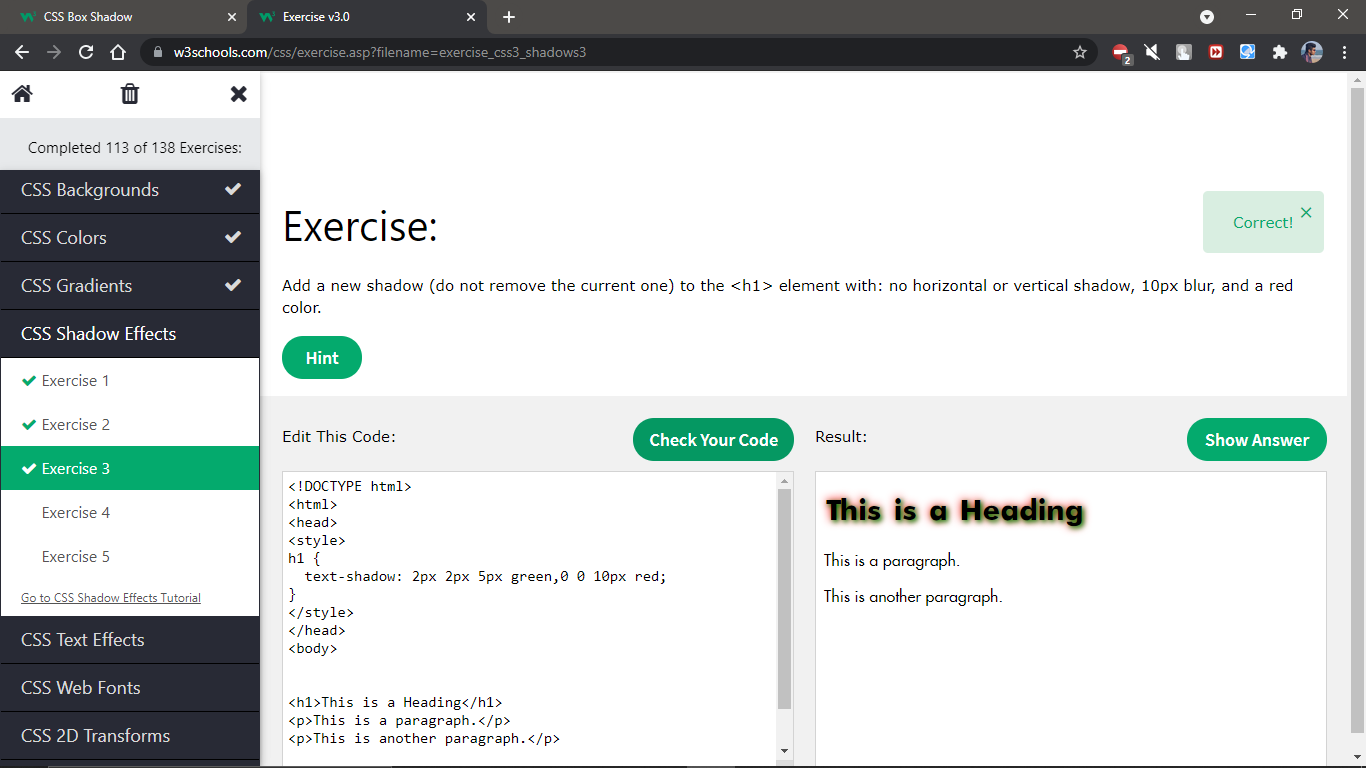 CSS Box Shadow
Exercise v3.0
w3schools.com/css/exercise.asp?filename=exercise_css3_shadows3
2
Completed 113 of 138 Exercises:
CSS Backgrounds
CSS Colors
CSS Gradients
CSS Shadow Effects
Exercise 1
Exercise 2
Exercise 3
Exercise 4
Exercise 5
Go to CSS Shadow Effects Tutorial
CSS Text Effects
CSS Web Fonts
CSS 2D Transforms
Exercise:
Correct!
Add a new shadow (do not remove the current one) to the <h1> element with: no horizontal or vertical shadow, 10px blur, and a red
color.
Hint
Edit This Code:
Check Your Code
<!DOCTYPE html>
<html>
<head>
<style>
h1 {
  text-shadow: 2px 2px 5px green,0 0 10px red;
}
</style>
</head>
<body>
<h1>This is a Heading</h1>
<p>This is a paragraph.</p>
<p>This is another paragraph.</p>
Result:
Show Answer
This is a Heading
This is a paragraph.
This is another paragraph.